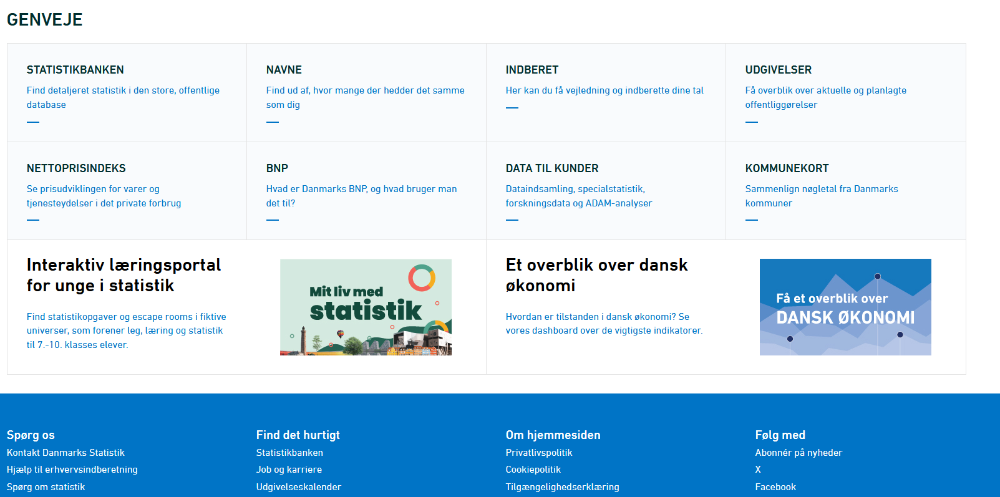 GENVEJE
STATISTIKBANKEN
Find detaljeret statistik i den store, offentlige
database
NAVNE
Find ud af, hvor mange der hedder det samme
som dig
INDBERET
Her kan du få vejledning og indberette dine tal
UDGIVELSER
Få overblik over aktuelle og planlagte
offentliggørelser
NETTOPRISINDEKS
Se prisudviklingen for varer og
tjenesteydelser i det private forbrug
BNP
Hvad er Danmarks BNP, og hvad bruger man
det til?
DATA TIL KUNDER
Dataindsamling, specialstatistik,
forskningsdata og ADAM-analyser
KOMMUNEKORT
Sammenlign nøgletal fra Danmarks
kommuner
Interaktiv læringsportal
for unge i statistik
Find statistikopgaver og escape rooms i fiktive
universer, som forener leg, læring og statistik
til 7.-10. klasses elever.
Mit liv med
statistik
Et overblik over dansk
økonomi
Hvordan er tilstanden i dansk økonomi? Se
vores dashboard over de vigtigste indikatorer.
Få et overblik over
DANSK ØKONOMI
Spørg os
Kontakt Danmarks Statistik
Hjælp til erhvervsindberetning
Spørg om statistik
Find det hurtigt
Statistikbanken
Job og karriere
Udgivelseskalender
Om hjemmesiden
Privatlivspolitik
Cookiepolitik
Tilgængelighedserklæring
Følg med
Abonnér på nyheder
X
Facebook